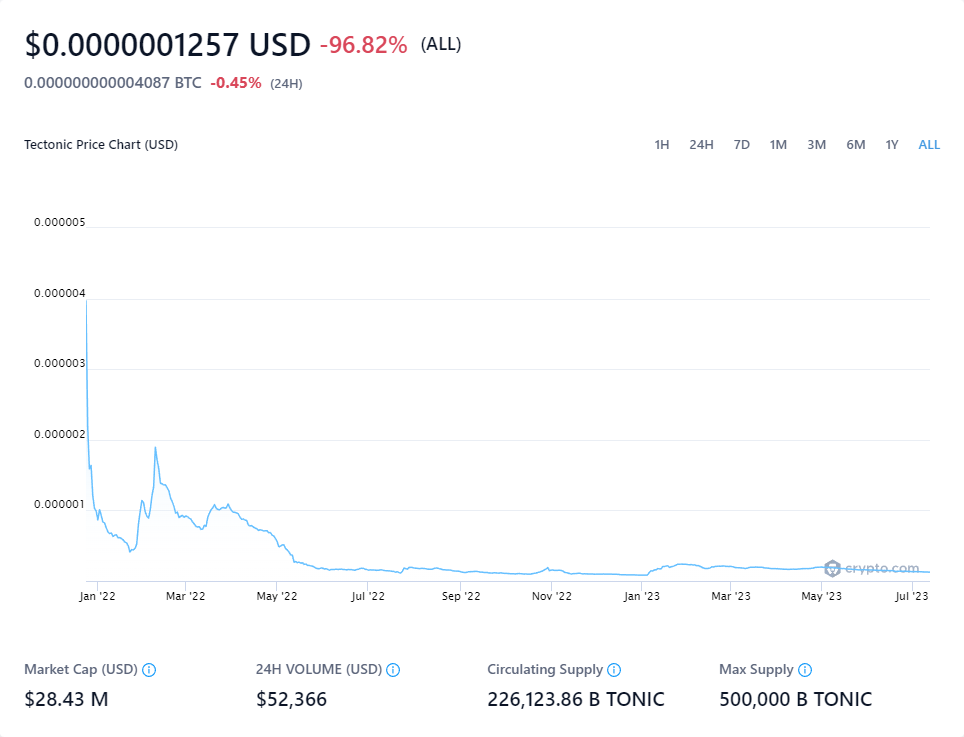 $0.0000001257 USD -96.82% (ALL)
0.000000000004087 BTC -0.45% (24H)
Tectonic Price Chart (USD) 1H 24H 7D 1M 3M 6M 1Y ALL
0.000005
0.000004
0.000003
0.000002
0.000001
crypto.com
Jan '22 Mar '22 May '22 Jul '22 Sep '22 Nov '22 Jan '23 Mar '23 May '23 Jul '23
Market Cap (USD) 24H VOLUME (USD) Circulating Supply Max Supply
$28.43 M $52,366 226,123.86 B TONIC 500,000 B TONIC